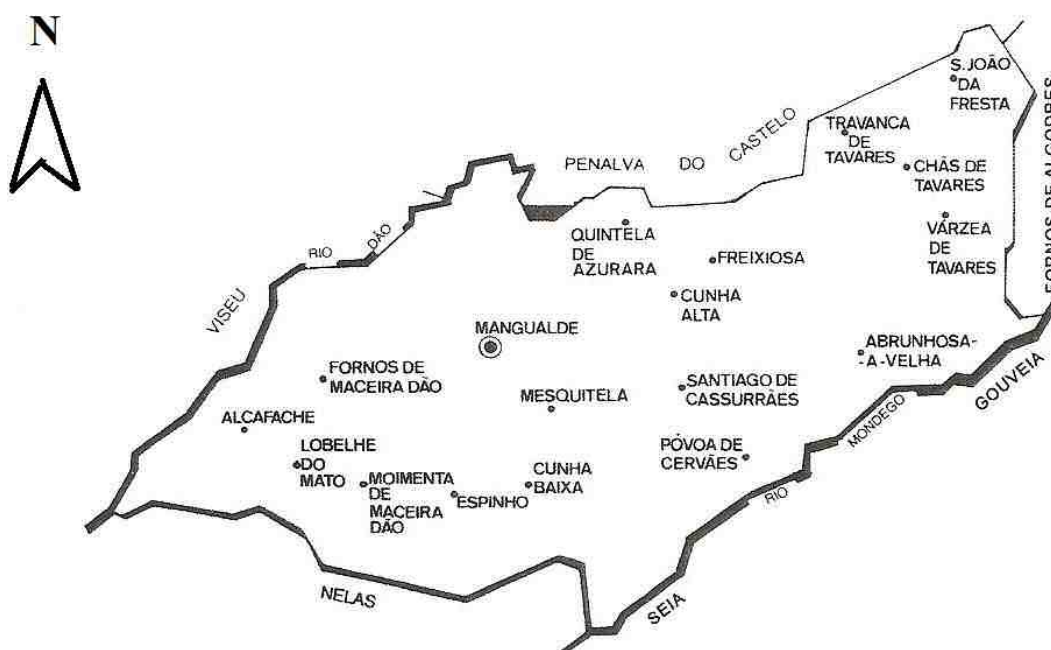 N
S. JOÃO
DA
FRESTA
TRAVANCA
DE
TAVARES
CHÃS DE
TAVARES
VÁRZEA
DE
TAVARES
FORNOS DE ALGODRES
PENALVA DO CASTELO
QUINTELA
DE
AZURARA
FREIXIOSA
CUNHA
ALTA
RIO DÃO
VISEU
MANGUALDE
FORNOS DE
MACEIRA DÃO
ABRUNHOSA-
-A-VELHA
SANTIAGO DE
CASSURRÃES
MESQUITELA
ALCAFACHE
LOBELHE
DO
MATO
MOIMENTA
DE
MACEIRA
DÃO
ESPINHO
CUNHA
BAIXA
PÓVOA DE
CERVÃES
RIO MONDEGO
GOUVEIA
SEIA
NELAS